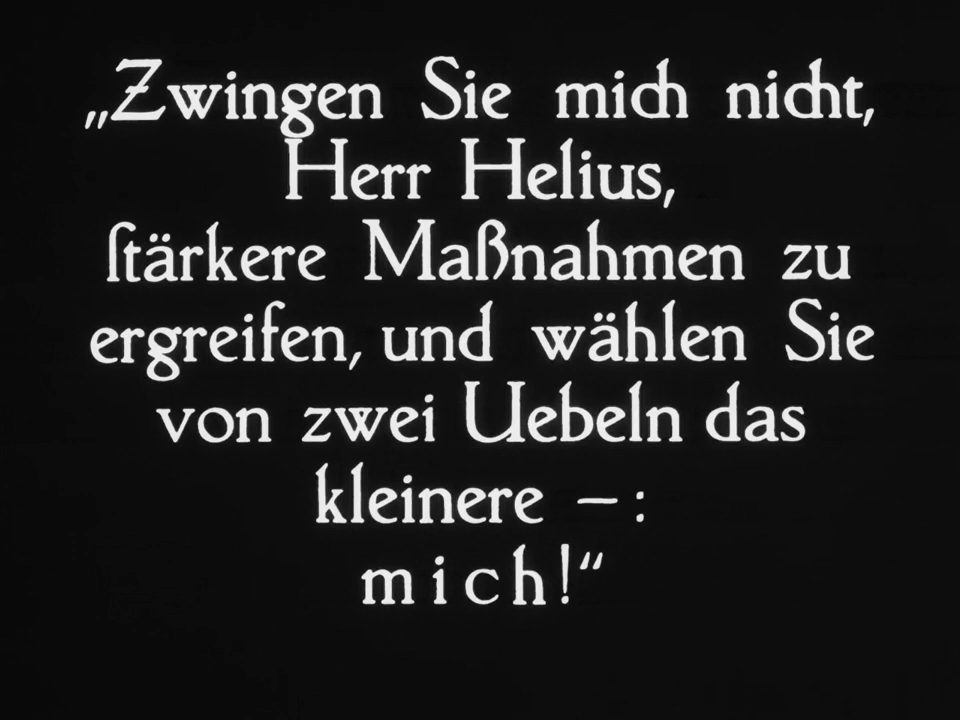 „Zwingen Sie mich nicht,
Herr Helius,
ſtärkere Maßnahmen zu
ergreifen, und wählen Sie
von zwei Uebeln das
kleinere – :
mich!“